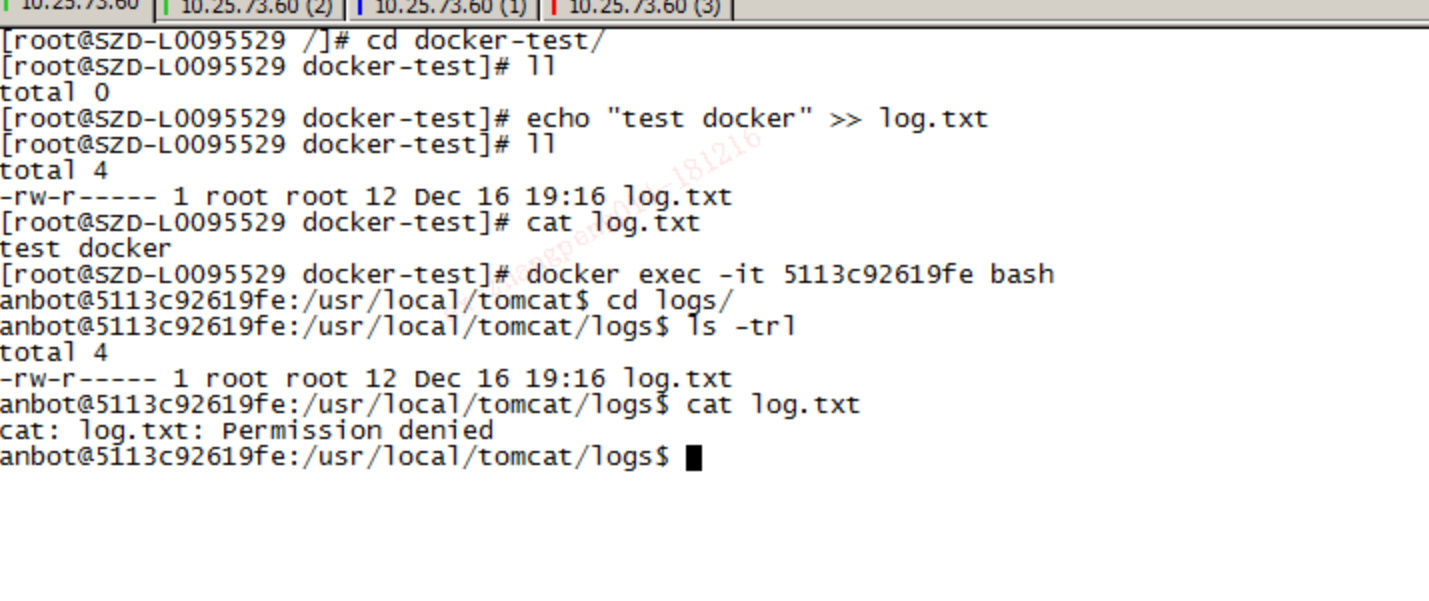 10.25.73.60 10.25.73.60 (2) 10.25.73.60 (1) 10.25.73.60 (3)
[root@SZD-L0095529 /]# cd docker-test/
[root@SZD-L0095529 docker-test]# ll
total 0
[root@SZD-L0095529 docker-test]# echo "test docker" >> log.txt
[root@SZD-L0095529 docker-test]# ll
total 4
-rw-r----- 1 root root 12 Dec 16 19:16 log.txt
[root@SZD-L0095529 docker-test]# cat log.txt
test docker
[root@SZD-L0095529 docker-test]# docker exec -it 5113c92619fe bash
anbot@5113c92619fe:/usr/local/tomcat$ cd logs/
anbot@5113c92619fe:/usr/local/tomcat/logs$ ls -trl
total 4
-rw-r----- 1 root root 12 Dec 16 19:16 log.txt
anbot@5113c92619fe:/usr/local/tomcat/logs$ cat log.txt
cat: log.txt: Permission denied
anbot@5113c92619fe:/usr/local/tomcat/logs$